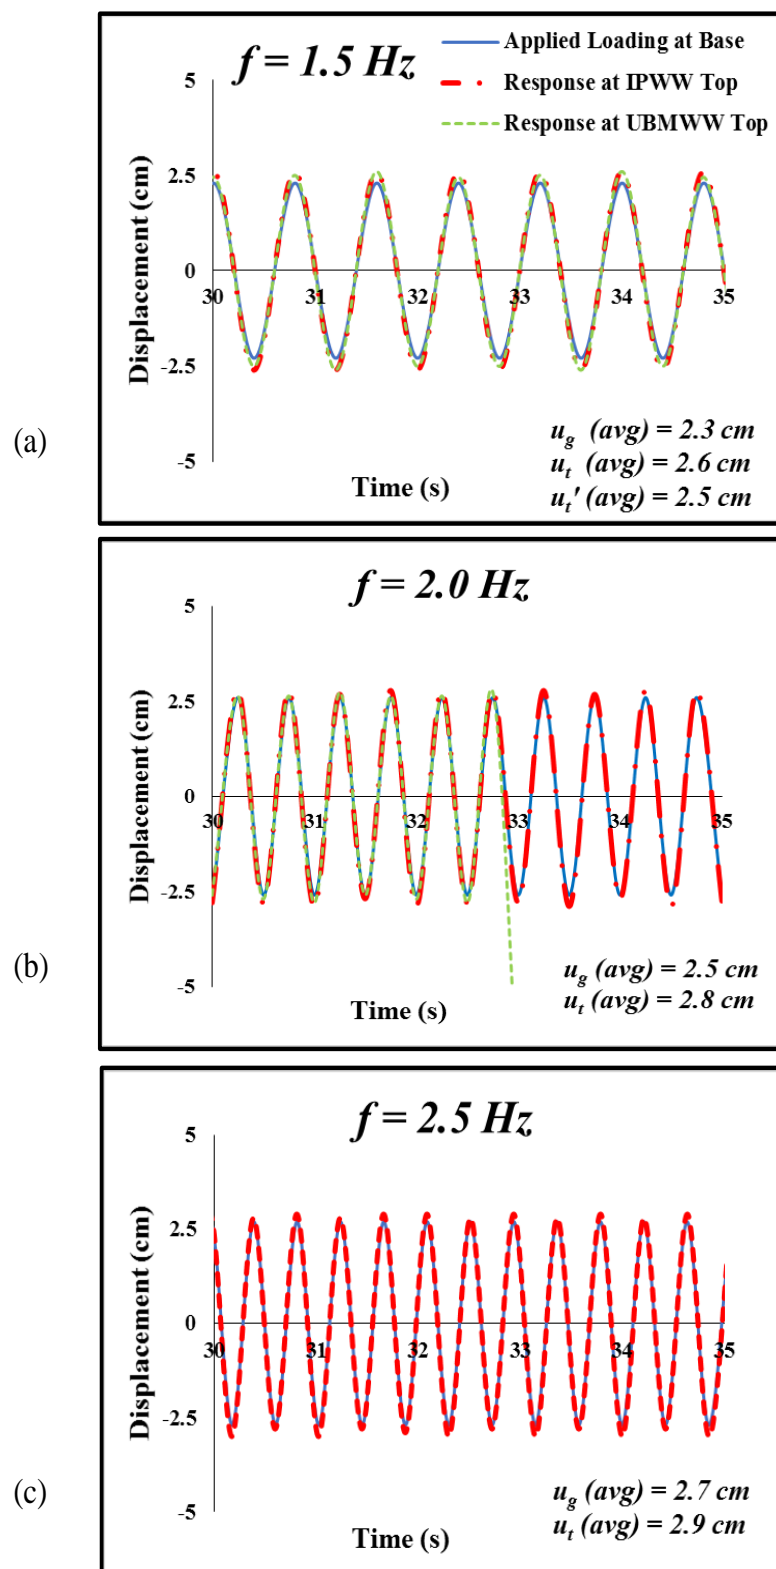 f = 1.5 Hz
Applied Loading at Base
Response at IPWW Top
Response at UBMWW Top
5
2.5
0
-2.5
-5
30 31 32 33 34 35
Displacement (cm)
Time (s)
u_g (avg) = 2.3 cm
u_t (avg) = 2.6 cm
u_t' (avg) = 2.5 cm
(a)
f = 2.0 Hz
5
2.5
0
-2.5
-5
30 31 32 33 34 35
Displacement (cm)
Time (s)
u_g (avg) = 2.5 cm
u_t (avg) = 2.8 cm
(b)
f = 2.5 Hz
5
2.5
0
-2.5
-5
30 31 32 33 34 35
Displacement (cm)
Time (s)
u_g (avg) = 2.7 cm
u_t (avg) = 2.9 cm
(c)